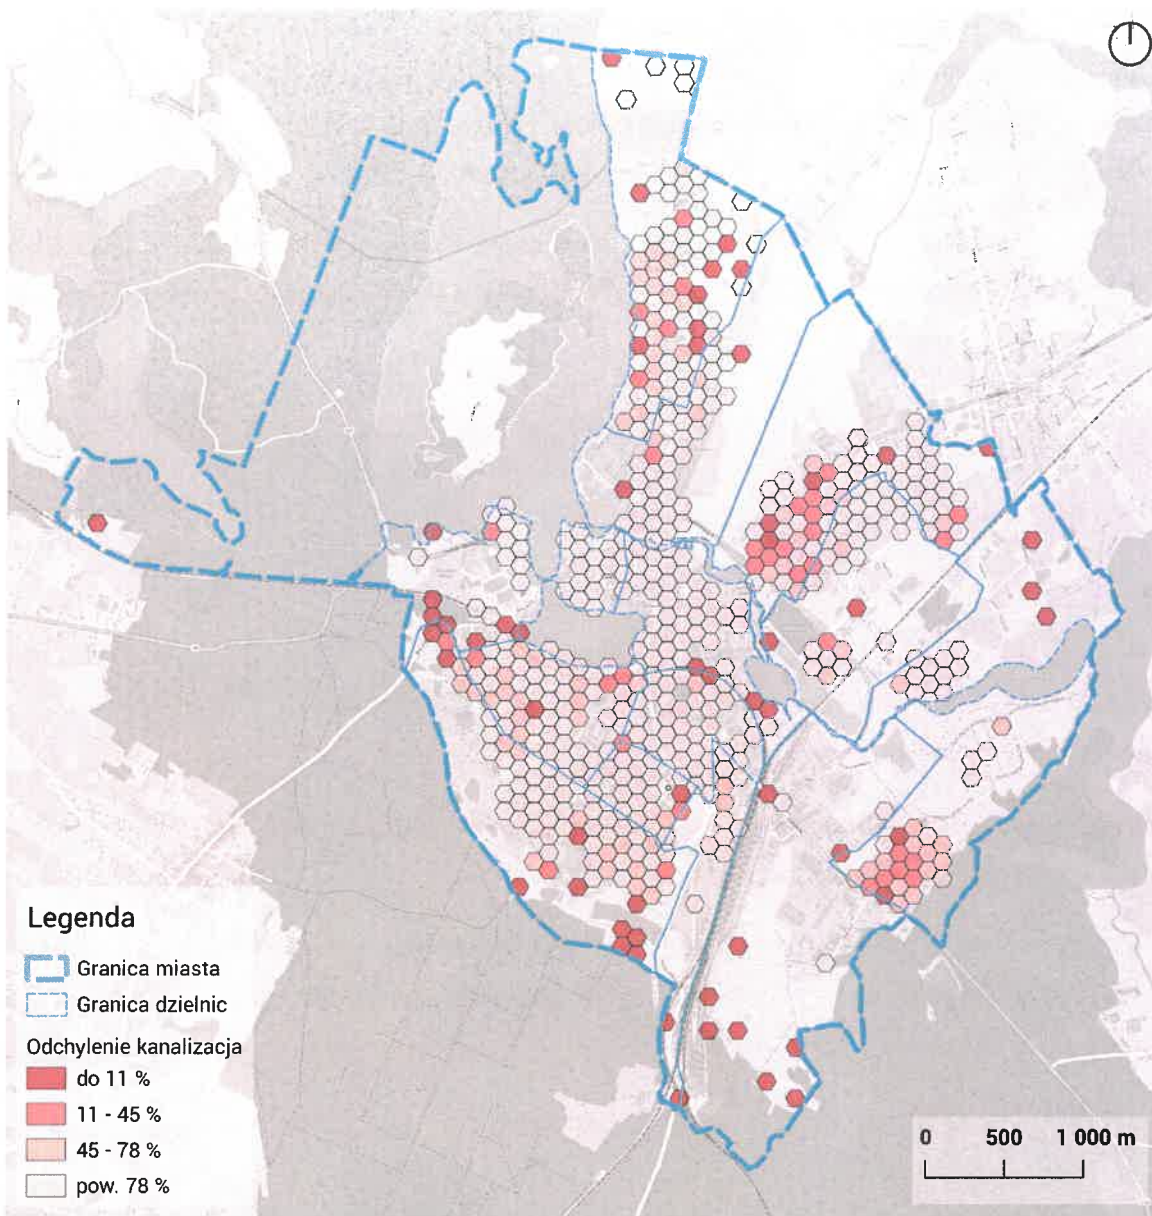 Legenda
Granica miasta
Granica dzielnic
Odchylenie kanalizacja
do 11 %
11 - 45 %
45 - 78 %
pow. 78 %
0 500 1 000 m